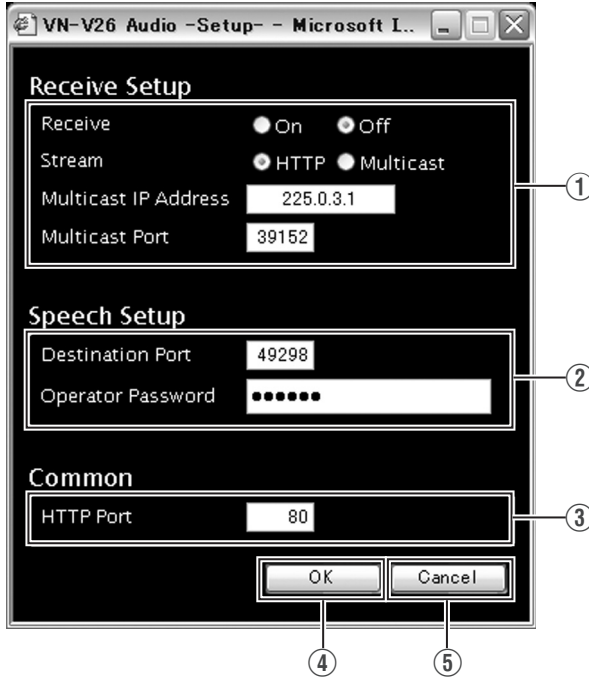 VN-V26 Audio -Setup- - Microsoft I..
Receive Setup
Receive On Off
Stream HTTP Multicast
Multicast IP Address 225.0.3.1
Multicast Port 39152
①
Speech Setup
Destination Port 49298
Operator Password ●●●●●●
②
Common
HTTP Port 80
③
OK Cancel
④ ⑤